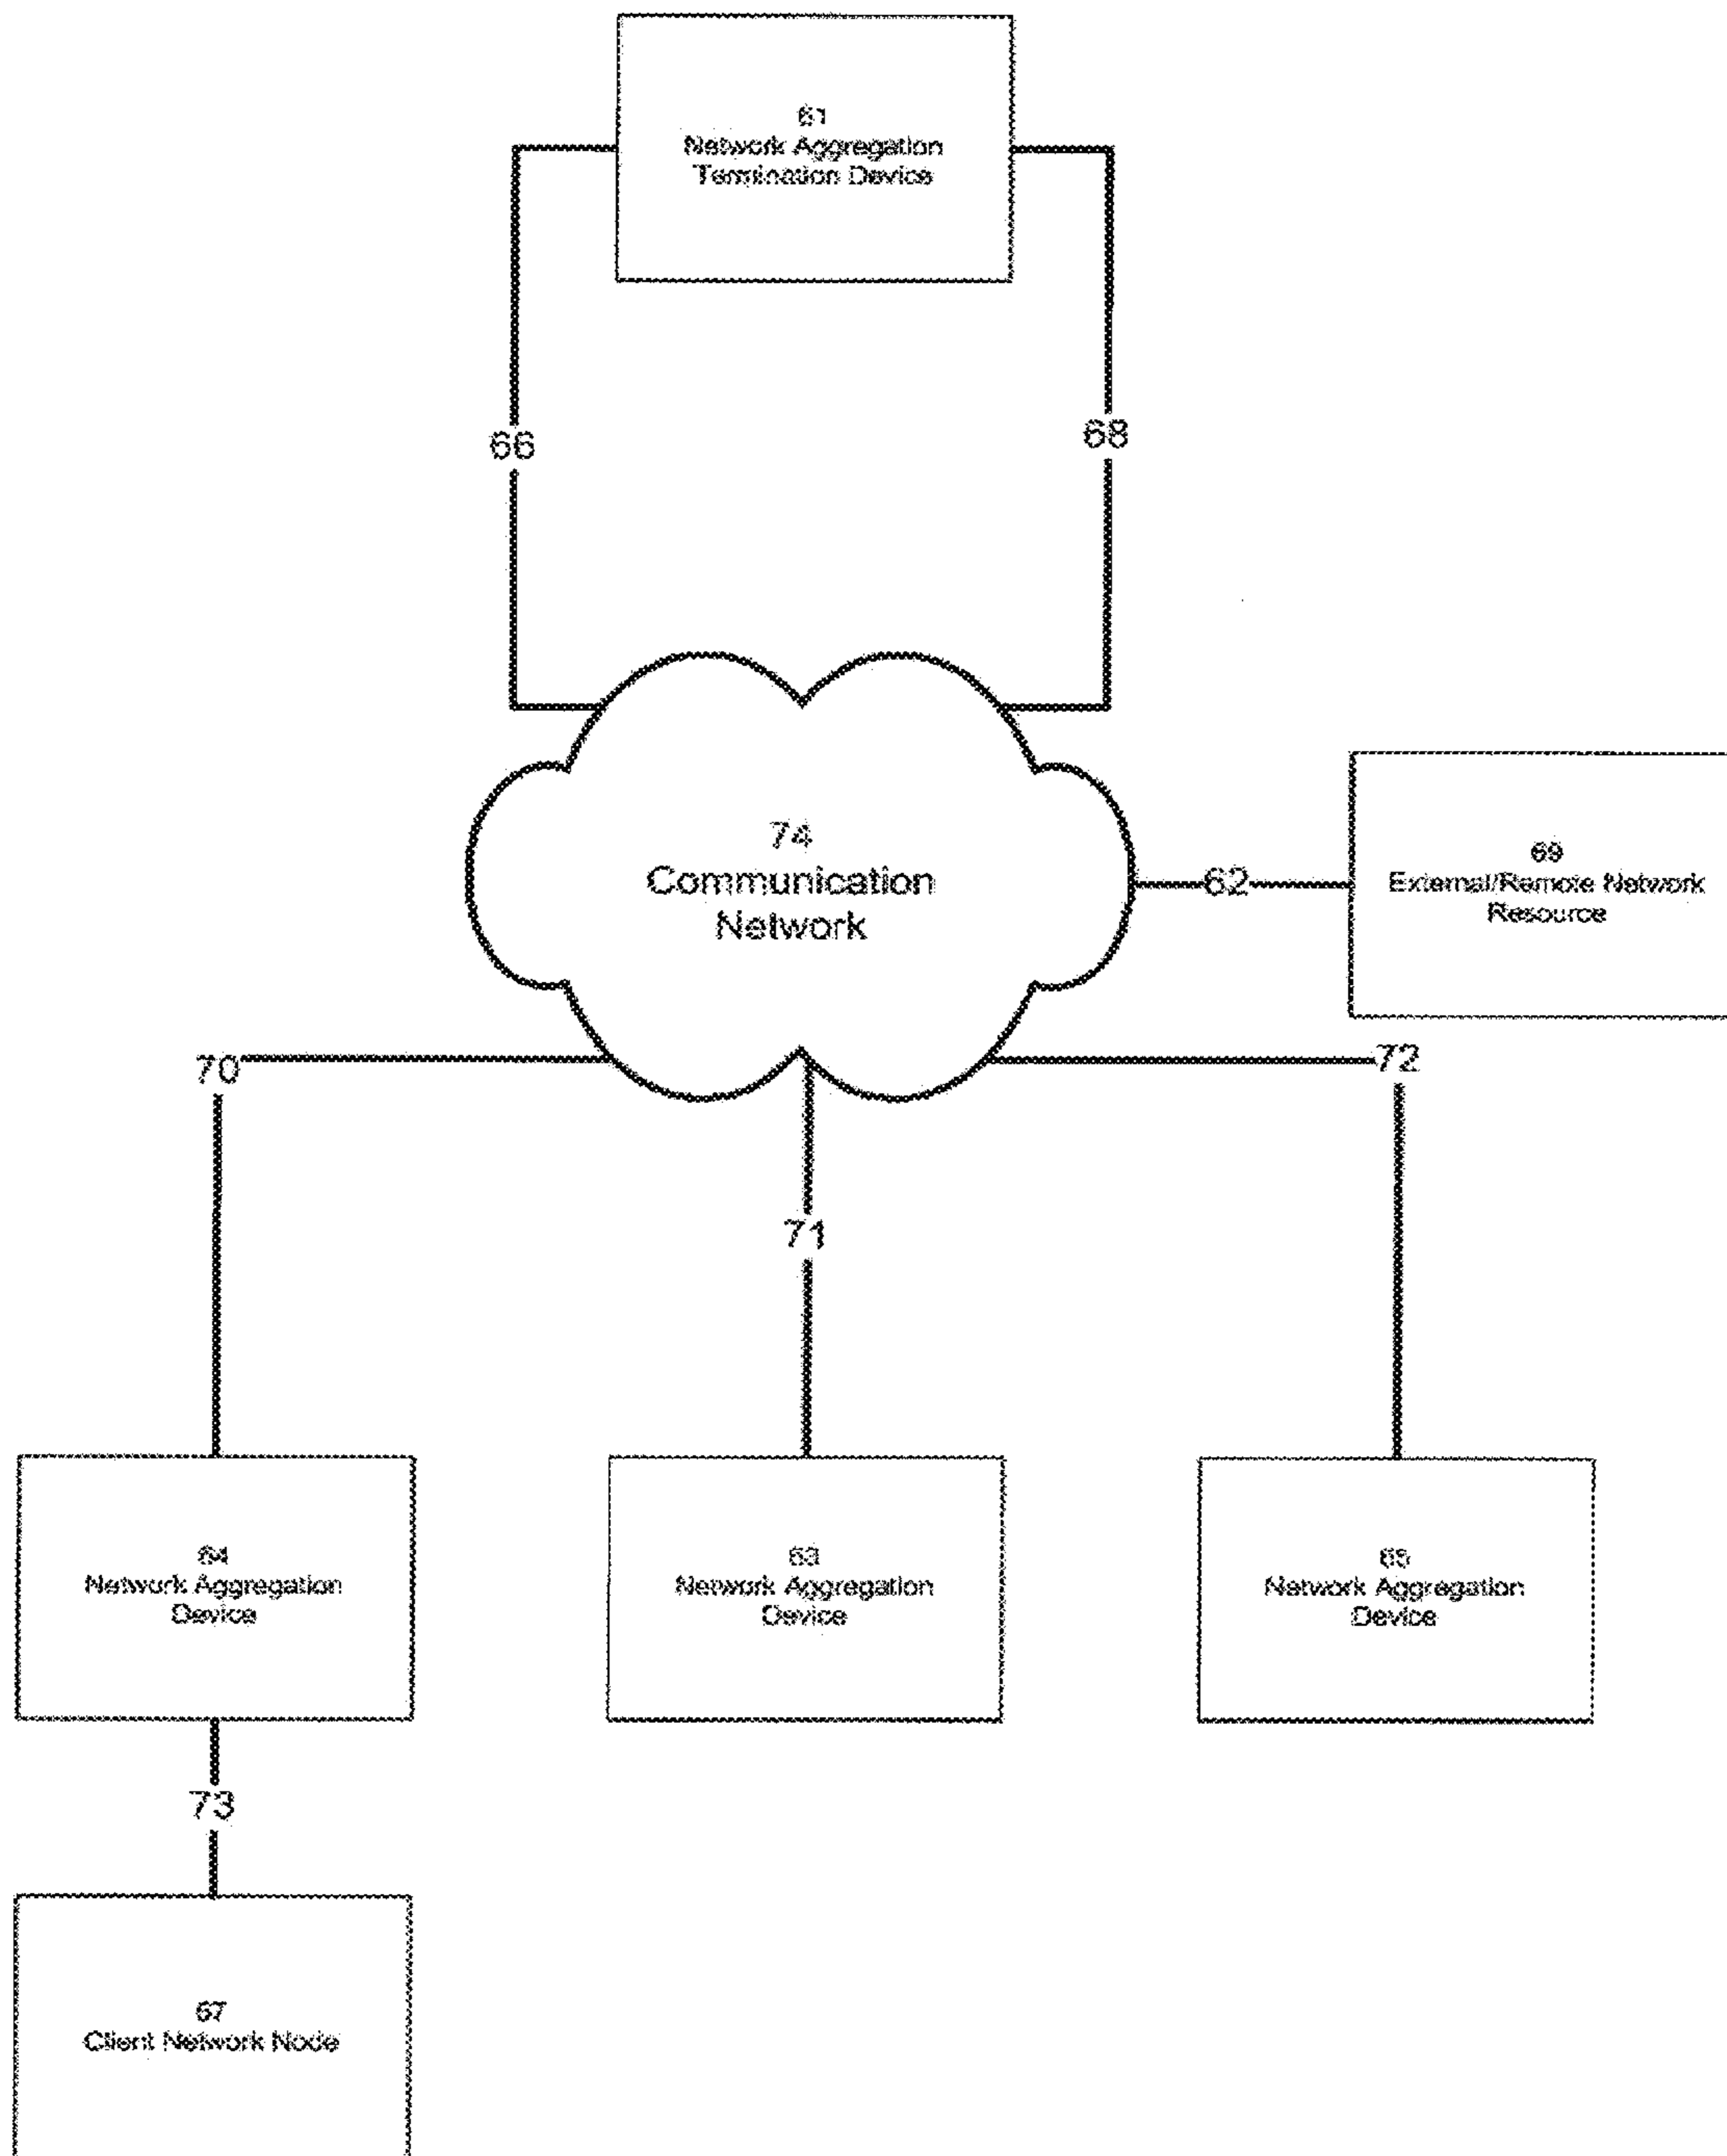 61
Network Aggregation
Termination Device
66
68
74
Communication
Network
62
69
External/Remote Network
Resource
70
72
71
64
Network Aggregation
Device
63
Network Aggregation
Device
65
Network Aggregation
Device
73
67
Client Network Node